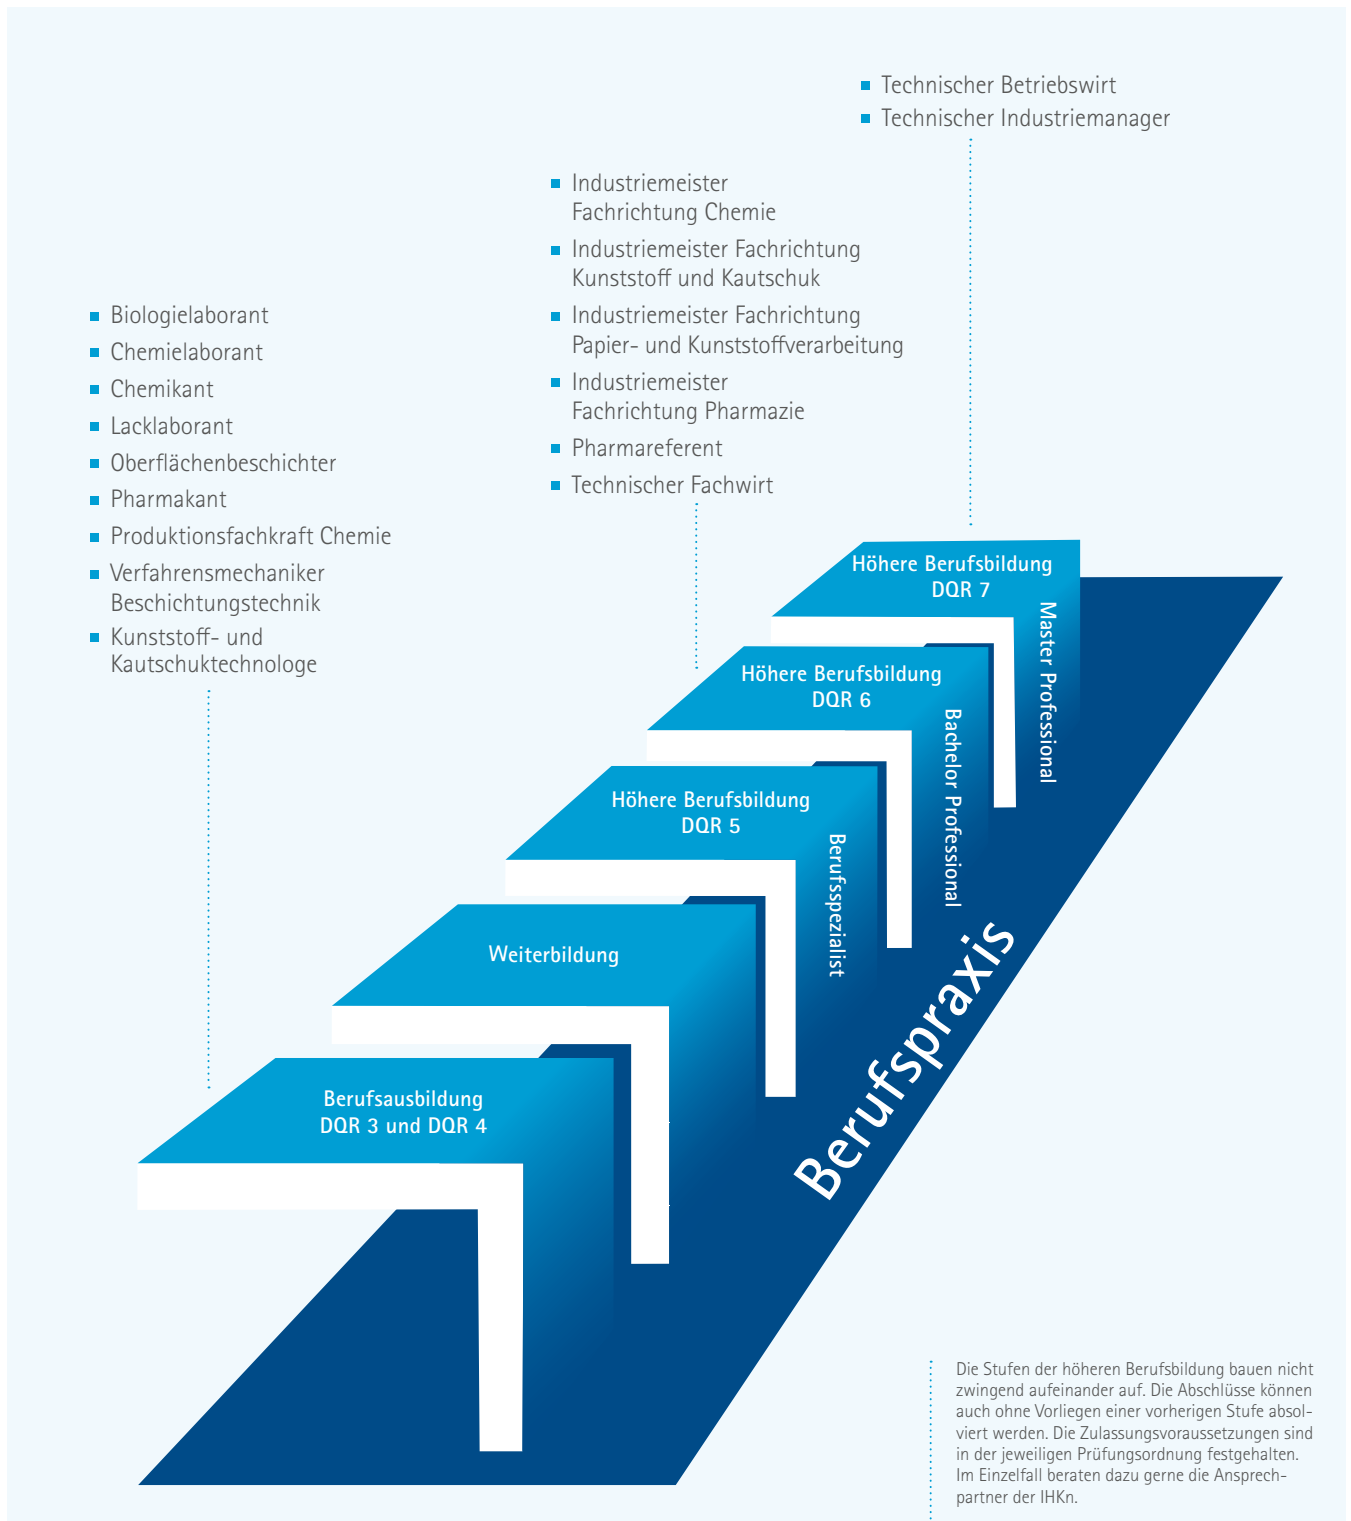 Technischer Betriebswirt
Technischer Industriemanager
Industriemeister
Fachrichtung Chemie
Industriemeister Fachrichtung
Kunststoff und Kautschuk
Industriemeister Fachrichtung
Papier- und Kunststoffverarbeitung
Industriemeister
Fachrichtung Pharmazie
Pharmareferent
Technischer Fachwirt
Biologielaborant
Chemielaborant
Chemikant
Lacklaborant
Oberflächenbeschichter
Pharmakant
Produktionsfachkraft Chemie
Verfahrensmechaniker
Beschichtungstechnik
Kunststoff- und
Kautschuktechnologe
Höhere Berufsbildung
DQR 7
Master Professional
Höhere Berufsbildung
DQR 6
Bachelor Professional
Höhere Berufsbildung
DQR 5
Berufsspezialist
Weiterbildung
Berufsausbildung
DQR 3 und DQR 4
Berufspraxis
Die Stufen der höheren Berufsbildung bauen nicht
zwingend aufeinander auf. Die Abschlüsse können
auch ohne Vorliegen einer vorherigen Stufe absol-
viert werden. Die Zulassungsvoraussetzungen sind
in der jeweiligen Prüfungsordnung festgehalten.
Im Einzelfall beraten dazu gerne die Ansprech-
partner der IHKn.